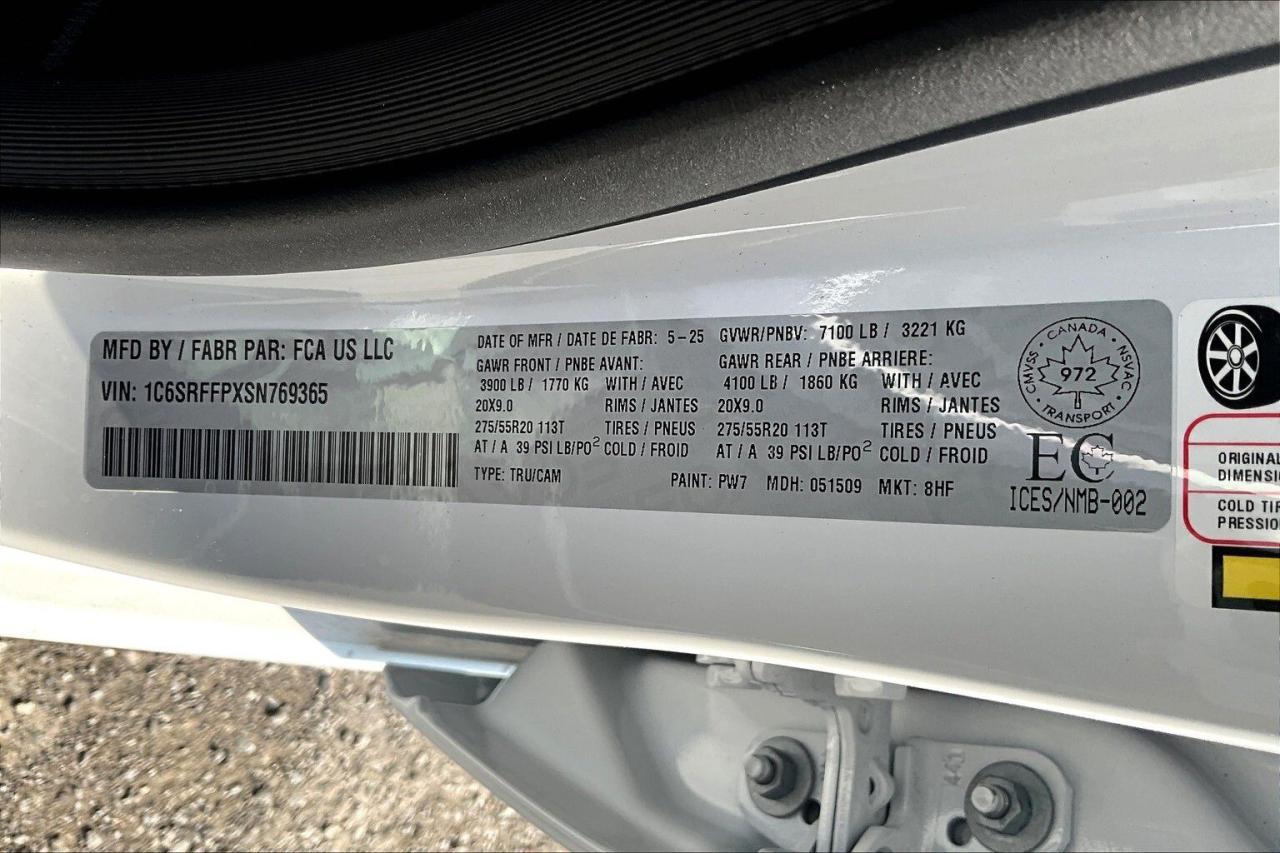 MFD BY / FABR PAR: FCA US LLC
VIN: 1C6SRFFPXSN769365
DATE OF MFR / DATE DE FABR: 5-25 GVWR/PNBV: 7100 LB / 3221 KG
GAWR FRONT / PNBE AVANT: GAWR REAR / PNBE ARRIERE:
3900 LB / 1770 KG WITH / AVEC 4100 LB / 1860 KG WITH / AVEC
20X9.0 RIMS / JANTES 20X9.0 RIMS / JANTES
275/55R20 113T TIRES / PNEUS 275/55R20 113T TIRES / PNEUS
AT / A 39 PSI LB/PO² COLD / FROID AT / A 39 PSI LB/PO² COLD / FROID
TYPE: TRU/CAM PAINT: PW7 MDH: 051509 MKT: 8HF
CANADA
CMVSS · NSVAC
972
TRANSPORT
EC
ICES/NMB-002
ORIGINAL
DIMENSIO
COLD TIR
PRESSIO
441